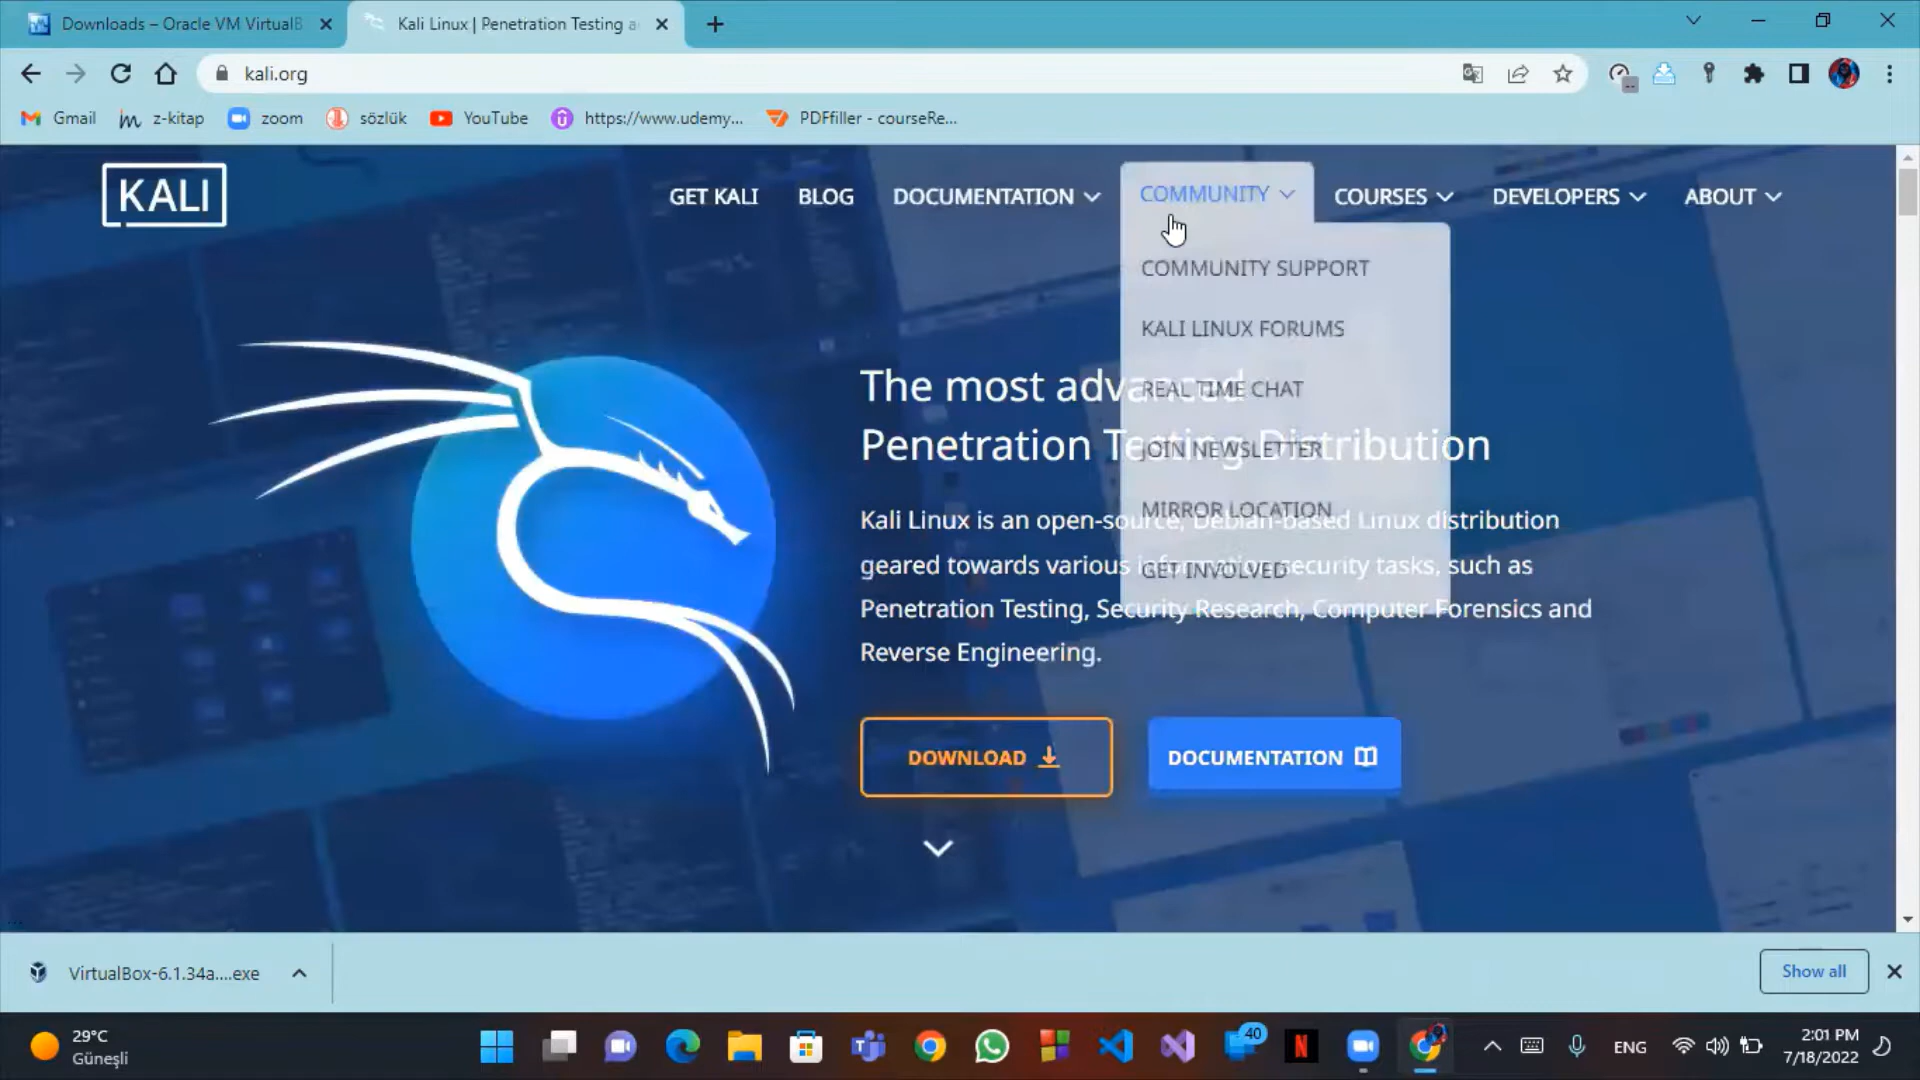 Downloads – Oracle VM VirtualB
Kali Linux | Penetration Testing a
kali.org
Gmail
z-kitap
zoom
sözlük
YouTube
https://www.udemy...
PDFfiller - courseRe...
KALI
GET KALI
BLOG
DOCUMENTATION
COMMUNITY
COURSES
DEVELOPERS
ABOUT
COMMUNITY SUPPORT
KALI LINUX FORUMS
REAL TIME CHAT
JOIN NEWSLETTER
MIRROR LOCATION
GET INVOLVED
The most advanced
Penetration Testing Distribution
Kali Linux is an open-source, Debian-based Linux distribution
geared towards various information security tasks, such as
Penetration Testing, Security Research, Computer Forensics and
Reverse Engineering.
DOWNLOAD
DOCUMENTATION
VirtualBox-6.1.34a....exe
Show all
29°C
Güneşli
40
ENG
2:01 PM
7/18/2022